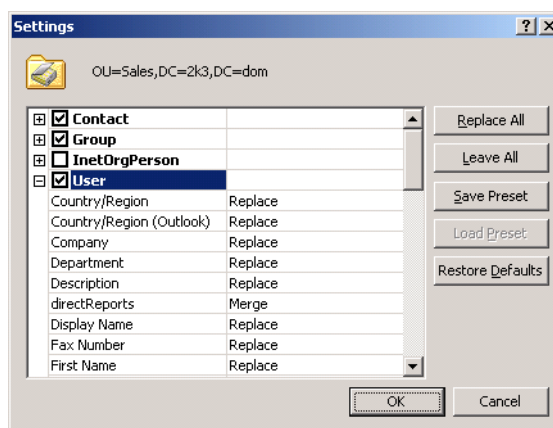 Settings
OU=Sales,DC=2k3,DC=dom
Contact
Group
InetOrgPerson
User
Country/Region Replace
Country/Region (Outlook) Replace
Company Replace
Department Replace
Description Replace
directReports Merge
Display Name Replace
Fax Number Replace
First Name Replace
Replace All
Leave All
Save Preset
Load Preset
Restore Defaults
OK Cancel